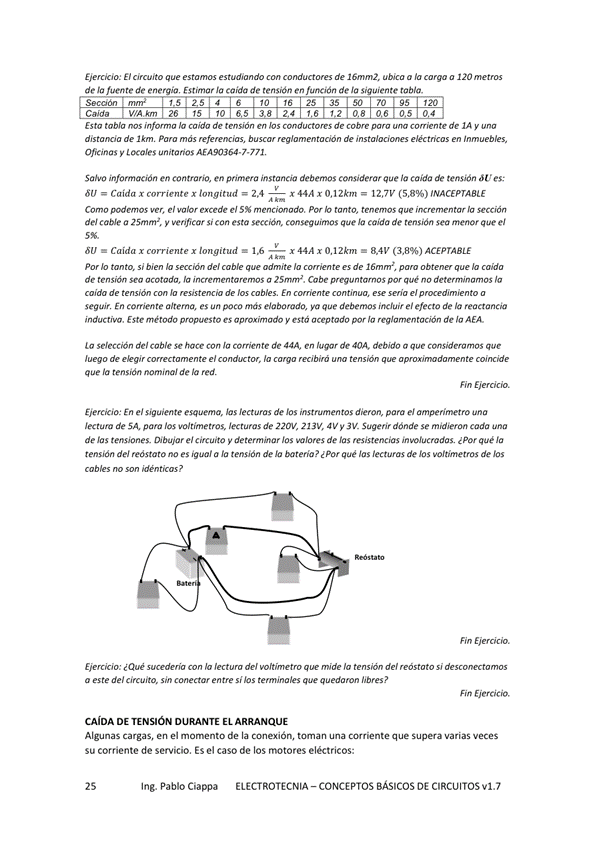 Ejercicio: El circuito que estamos estudiando con conductores de 16mm2, ubica a la carga a 120 metros
de la fuente de energía. Estimar la caída de tensión en función de la siguiente tabla.
Sección mm² 1,5 2,5 4 6 10 16 25 35 50 70 95 120
Caída V/A.km 26 15 10 6,5 3,8 2,4 1,6 1,2 0,8 0,6 0,5 0,4
Esta tabla nos informa la caída de tensión en los conductores de cobre para una corriente de 1A y una
distancia de 1km. Para más referencias, buscar reglamentación de instalaciones eléctricas en Inmuebles,
Oficinas y Locales unitarios AEA90364-7-771.
Salvo información en contrario, en primera instancia debemos considerar que la caída de tensión δU es:
δU = Caída x corriente x longitud = 2,4 V/A km x 44A x 0,12km = 12,7V (5,8%) INACEPTABLE
Como podemos ver, el valor excede el 5% mencionado. Por lo tanto, tenemos que incrementar la sección
del cable a 25mm², y verificar si con esta sección, conseguimos que la caída de tensión sea menor que el
5%.
δU = Caída x corriente x longitud = 1,6 V/A km x 44A x 0,12km = 8,4V (3,8%) ACEPTABLE
Por lo tanto, si bien la sección del cable que admite la corriente es de 16mm², para obtener que la caída
de tensión sea acotada, la incrementaremos a 25mm². Cabe preguntarnos por qué no determinamos la
caída de tensión con la resistencia de los cables. En corriente continua, ese sería el procedimiento a
seguir. En corriente alterna, es un poco más elaborado, ya que debemos incluir el efecto de la reactancia
inductiva. Este método propuesto es aproximado y está aceptado por la reglamentación de la AEA.
La selección del cable se hace con la corriente de 44A, en lugar de 40A, debido a que consideramos que
luego de elegir correctamente el conductor, la carga recibirá una tensión que aproximadamente coincide
que la tensión nominal de la red.
Fin Ejercicio.
Ejercicio: En el siguiente esquema, las lecturas de los instrumentos dieron, para el amperímetro una
lectura de 5A, para los voltímetros, lecturas de 220V, 213V, 4V y 3V. Sugerir dónde se midieron cada una
de las tensiones. Dibujar el circuito y determinar los valores de las resistencias involucradas. ¿Por qué la
tensión del reóstato no es igual a la tensión de la batería? ¿Por qué las lecturas de los voltímetros de los
cables no son idénticas?
A
Reóstato
Batería
Fin Ejercicio.
Ejercicio: ¿Qué sucedería con la lectura del voltímetro que mide la tensión del reóstato si desconectamos
a este del circuito, sin conectar entre sí los terminales que quedaron libres?
Fin Ejercicio.
CAÍDA DE TENSIÓN DURANTE EL ARRANQUE
Algunas cargas, en el momento de la conexión, toman una corriente que supera varias veces
su corriente de servicio. Es el caso de los motores eléctricos:
25 Ing. Pablo Ciappa ELECTROTECNIA – CONCEPTOS BÁSICOS DE CIRCUITOS v1.7